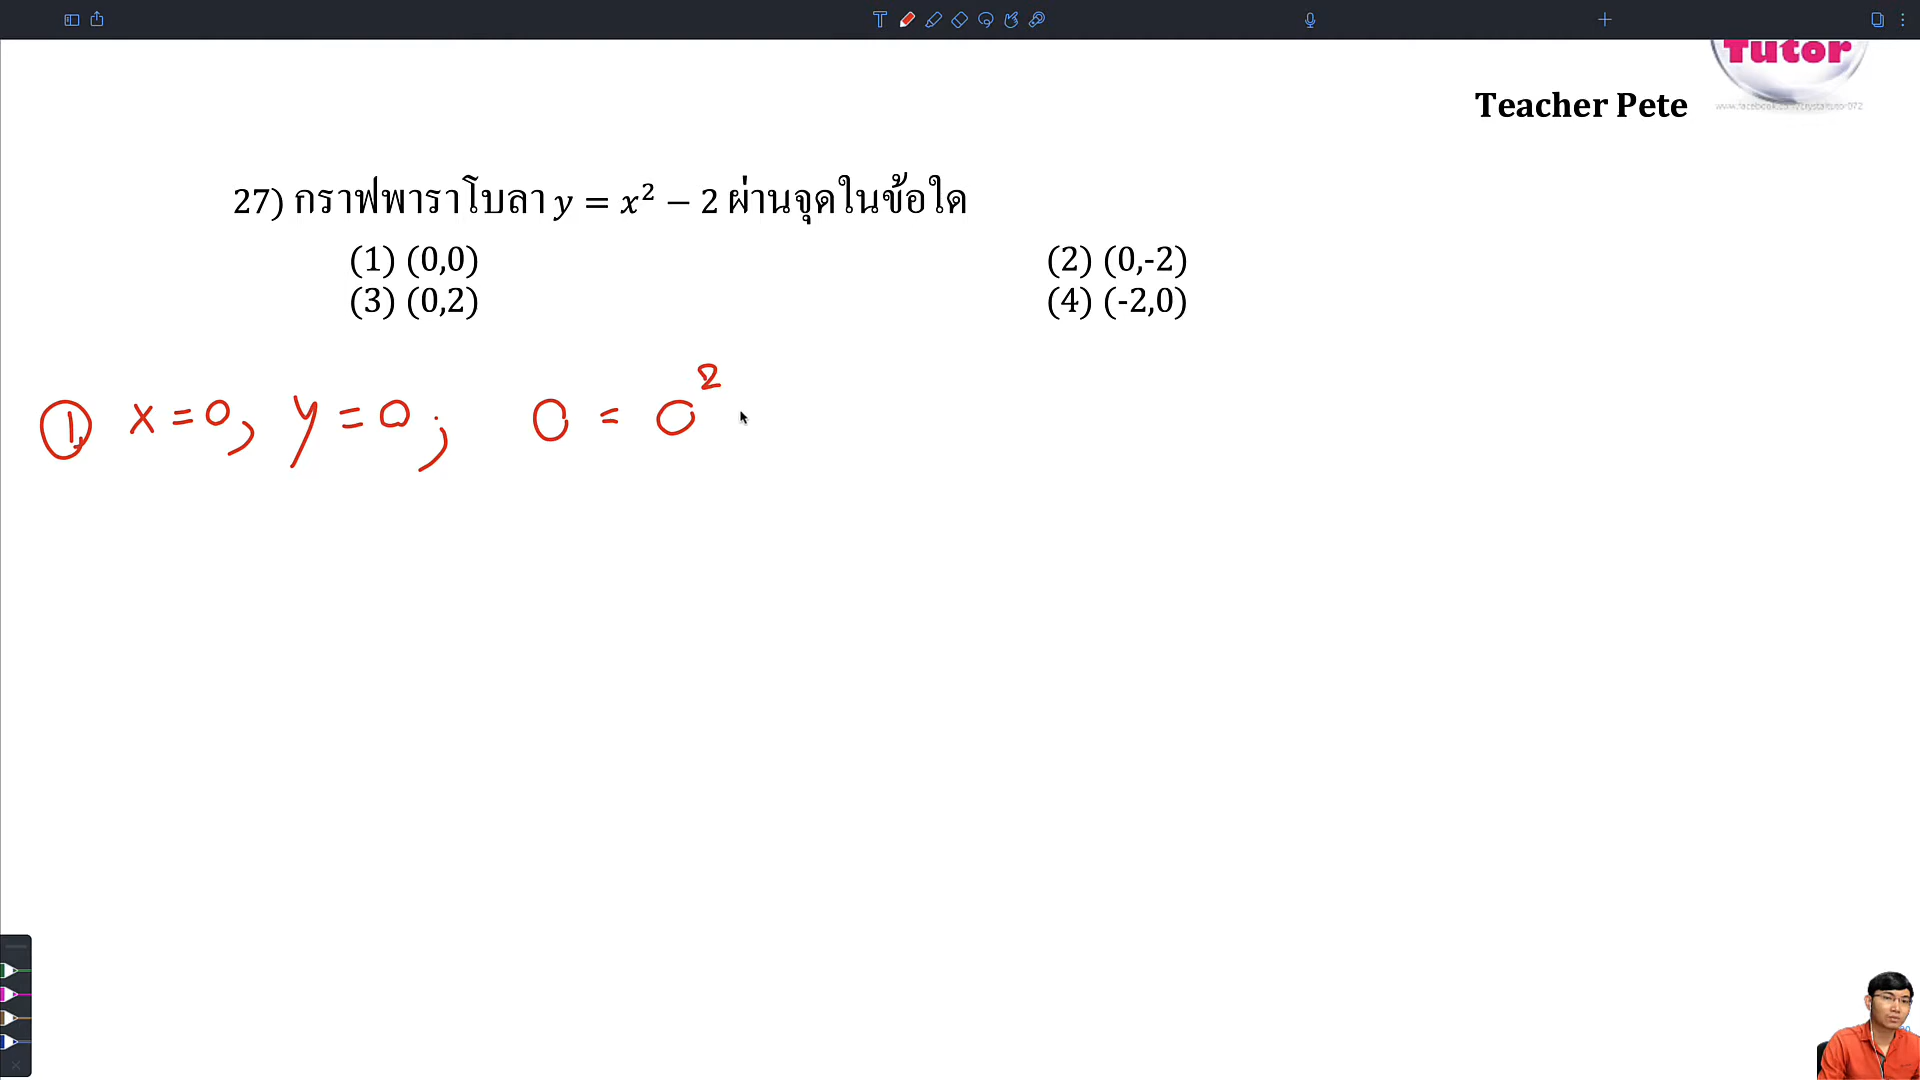 Tutor
Teacher Pete
27) กราฟพาราโบลา y = x² − 2 ผ่านจุดในข้อใด
(1) (0,0) (2) (0,-2)
(3) (0,2) (4) (-2,0)
① x = 0, y = 0; 0 = 0²